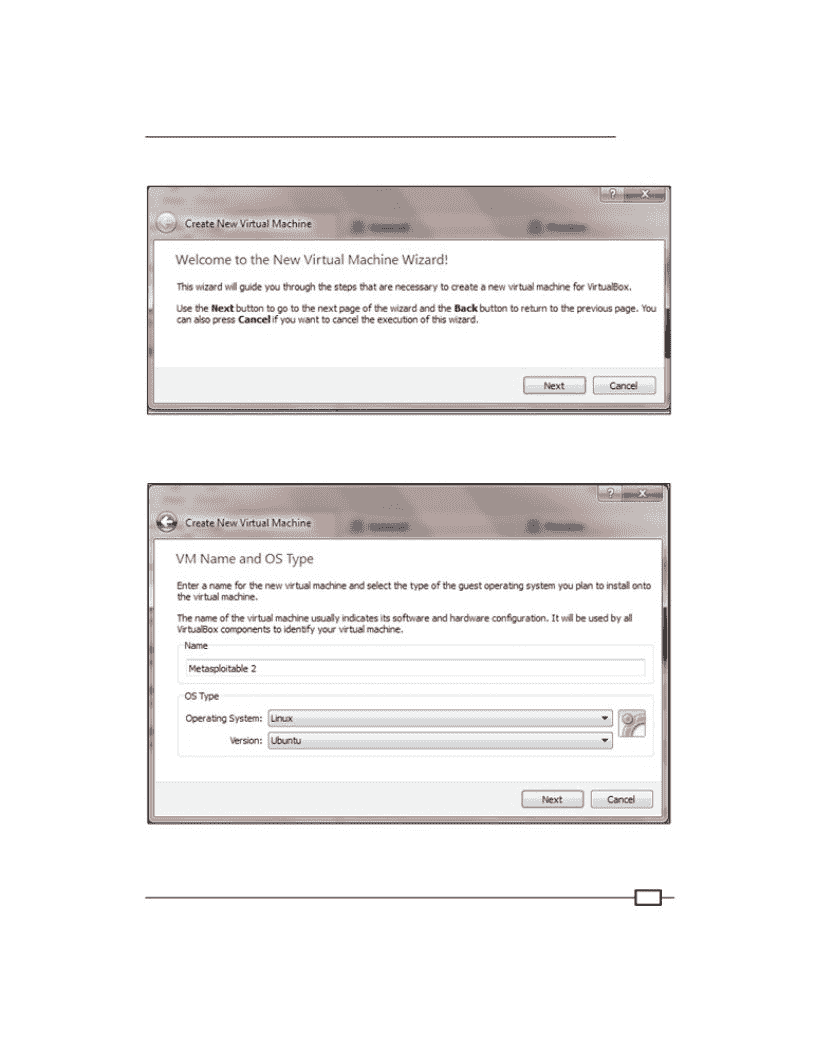 ? X
Create New Virtual Machine
Welcome to the New Virtual Machine Wizard!
This wizard will guide you through the steps that are necessary to create a new virtual machine for VirtualBox.
Use the Next button to go to the next page of the wizard and the Back button to return to the previous page. You
can also press Cancel if you want to cancel the execution of this wizard.
Next Cancel
? X
Create New Virtual Machine
VM Name and OS Type
Enter a name for the new virtual machine and select the type of the guest operating system you plan to install onto
the virtual machine.
The name of the virtual machine usually indicates its software and hardware configuration. It will be used by all
VirtualBox components to identify your virtual machine.
Name
Metasploitable 2
OS Type
Operating System: Linux
Version: Ubuntu
Next Cancel